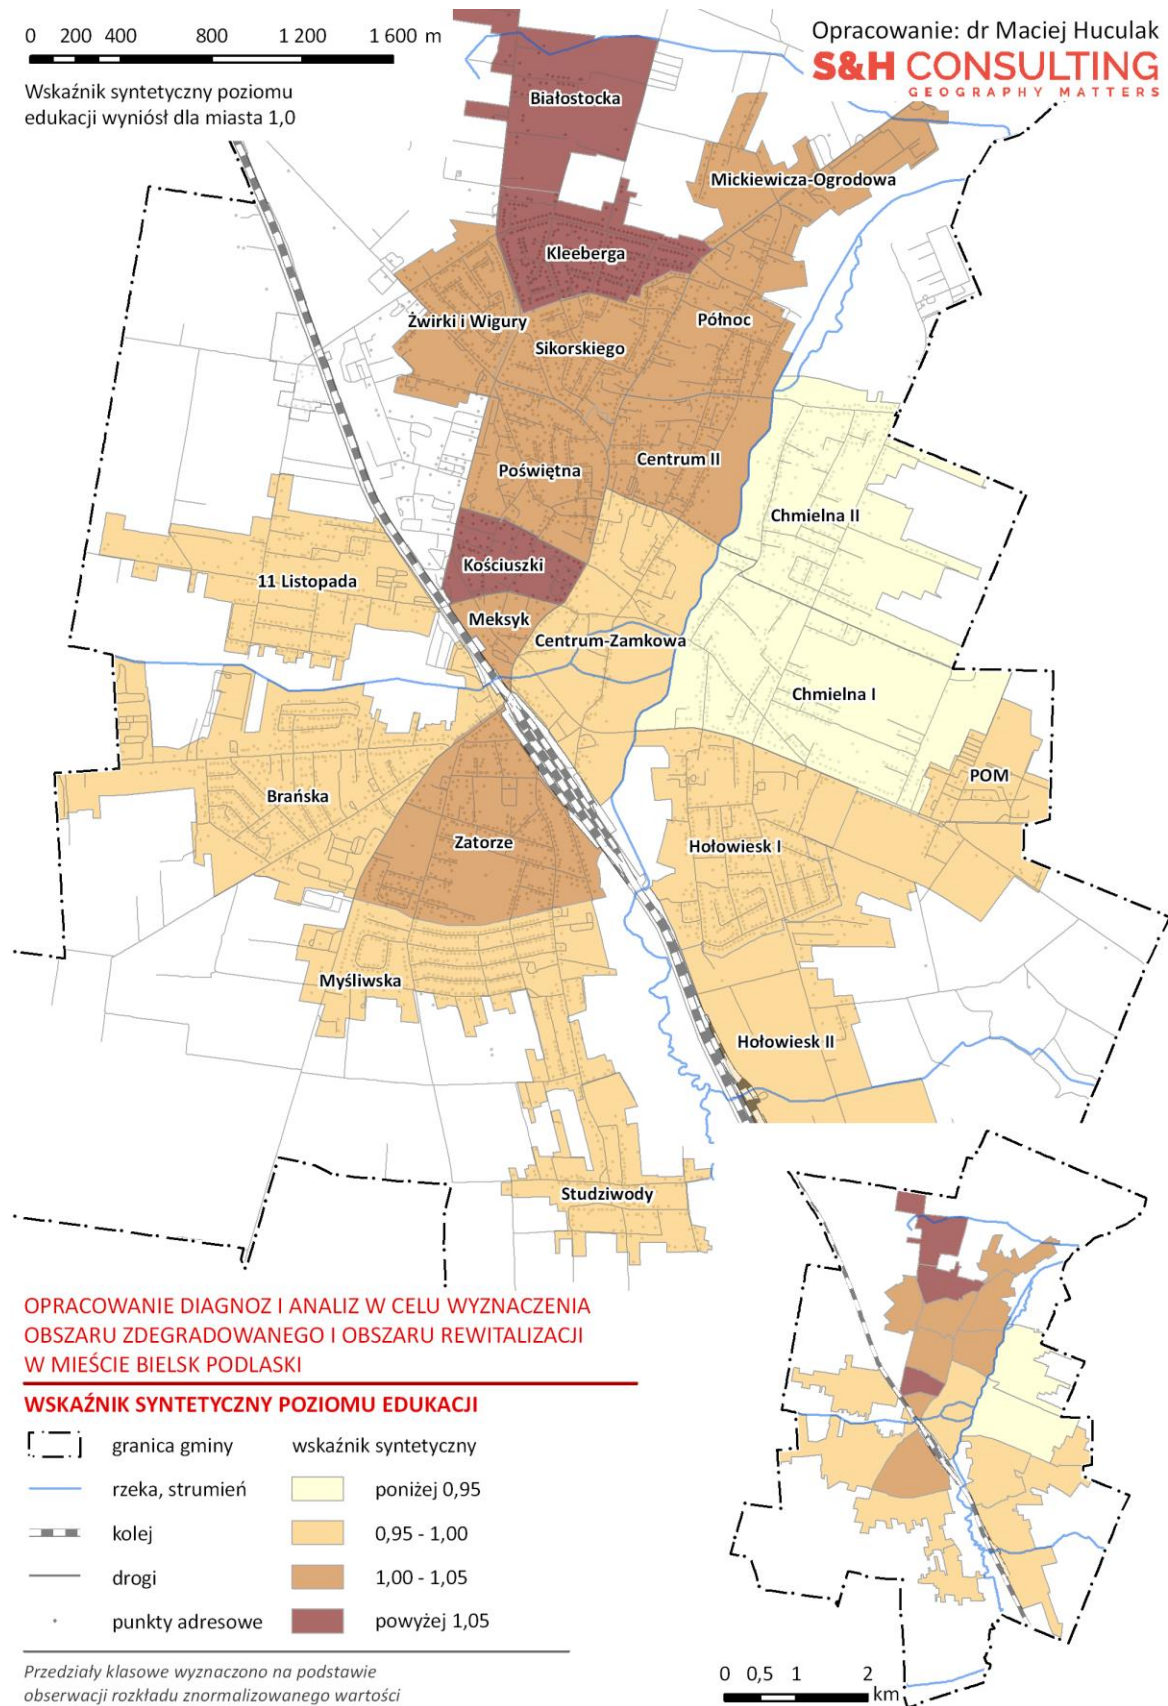 0 200 400 800 1 200 1 600 m
Wskaźnik syntetyczny poziomu
edukacji wyniósł dla miasta 1,0
Opracowanie: dr Maciej Huculak
S&H CONSULTING
GEOGRAPHY MATTERS
Białostocka
Mickiewicza-Ogrodowa
Kleeberga
Żwirki i Wigury
Północ
Sikorskiego
Poświętna
Centrum II
Chmielna II
Kościuszki
11 Listopada
Meksyk
Centrum-Zamkowa
Chmielna I
POM
Brańska
Zatorze
Hołowiesk I
Myśliwska
Hołowiesk II
Studziwody
OPRACOWANIE DIAGNOZ I ANALIZ W CELU WYZNACZENIA
OBSZARU ZDEGRADOWANEGO I OBSZARU REWITALIZACJI
W MIEŚCIE BIELSK PODLASKI
WSKAŹNIK SYNTETYCZNY POZIOMU EDUKACJI
granica gminy wskaźnik syntetyczny
rzeka, strumień poniżej 0,95
kolej 0,95 - 1,00
drogi 1,00 - 1,05
punkty adresowe powyżej 1,05
Przedziały klasowe wyznaczono na podstawie
obserwacji rozkładu znormalizowanego wartości
0 0,5 1 2
km